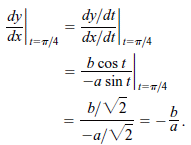 dy/dx |t=π/4 = dy/dt / dx/dt |t=π/4
= b cos t / −a sin t |t=π/4
= b/√2 / −a/√2 = − b/a.